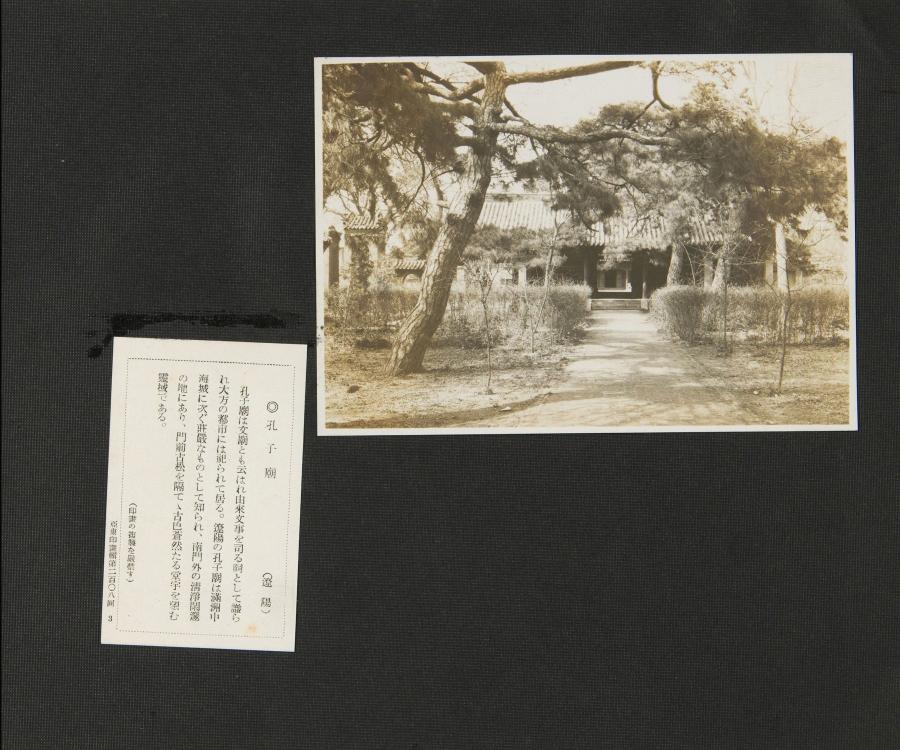 ◎孔子廟 （遼陽）
孔子廟は文廟とも云はれ由來文事を司る祠として議ら
れ大方の都市には祀られて居る。遼陽の孔子廟は滿洲中
海城に次ぐ莊嚴なものとして知られ、南門外の淸淨閑邃
の地にあり、門前古松を隔てゝ古色蒼然たる堂宇を望む
靈域である。
（印畫の複製を嚴禁す）
亞東印畫輯第二百〇八回 3